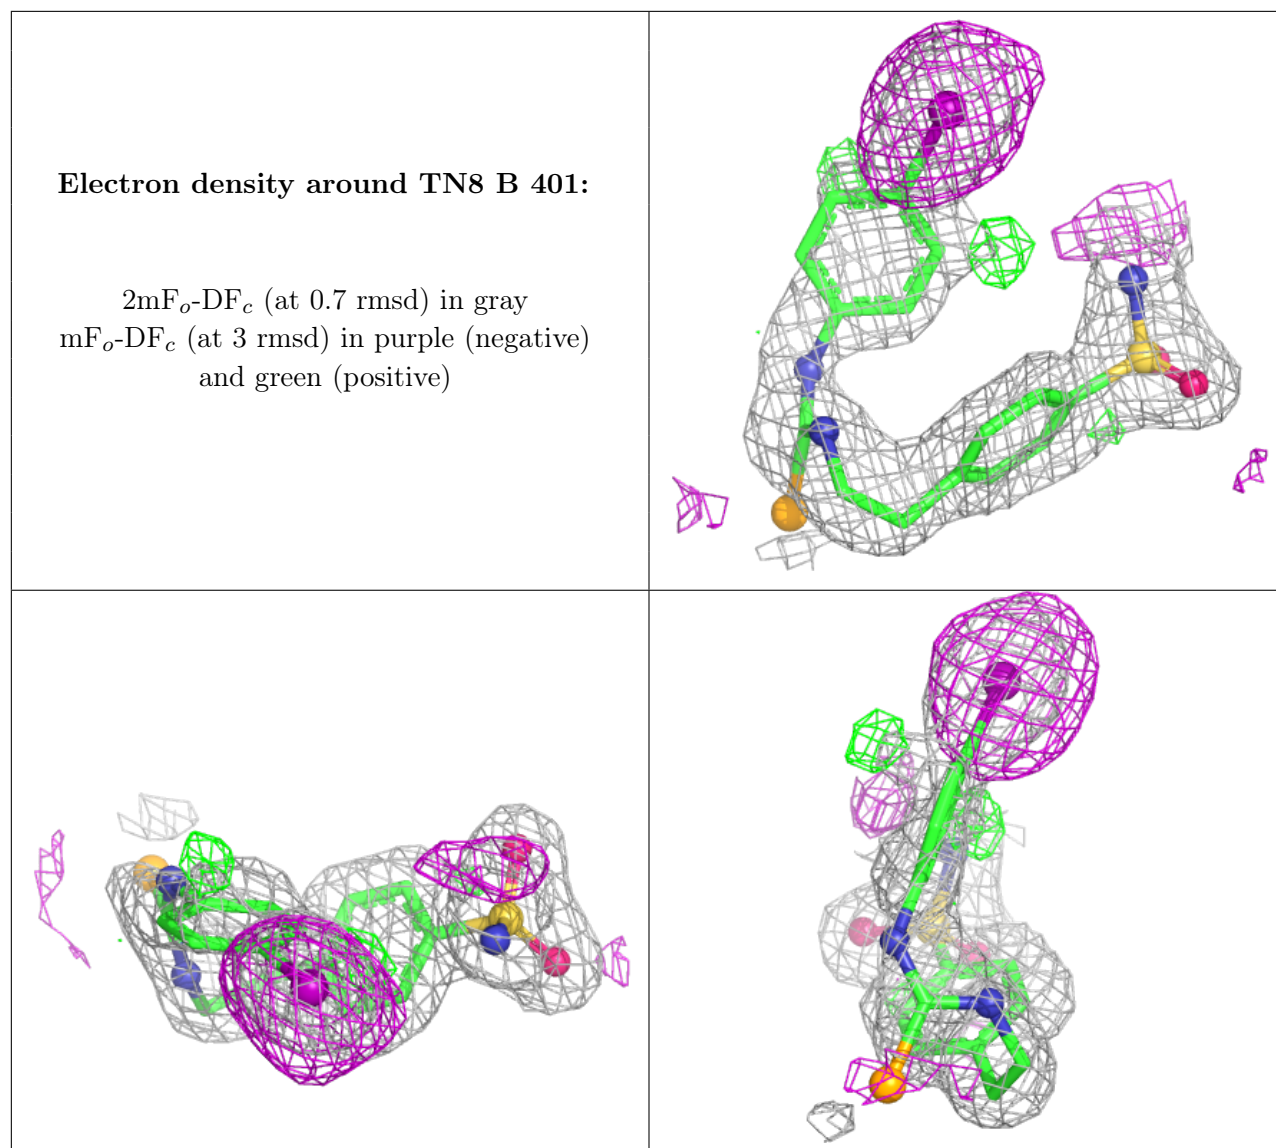 Electron density around TN8 B 401:
2mFo-DFc (at 0.7 rmsd) in gray
mFo-DFc (at 3 rmsd) in purple (negative)
and green (positive)